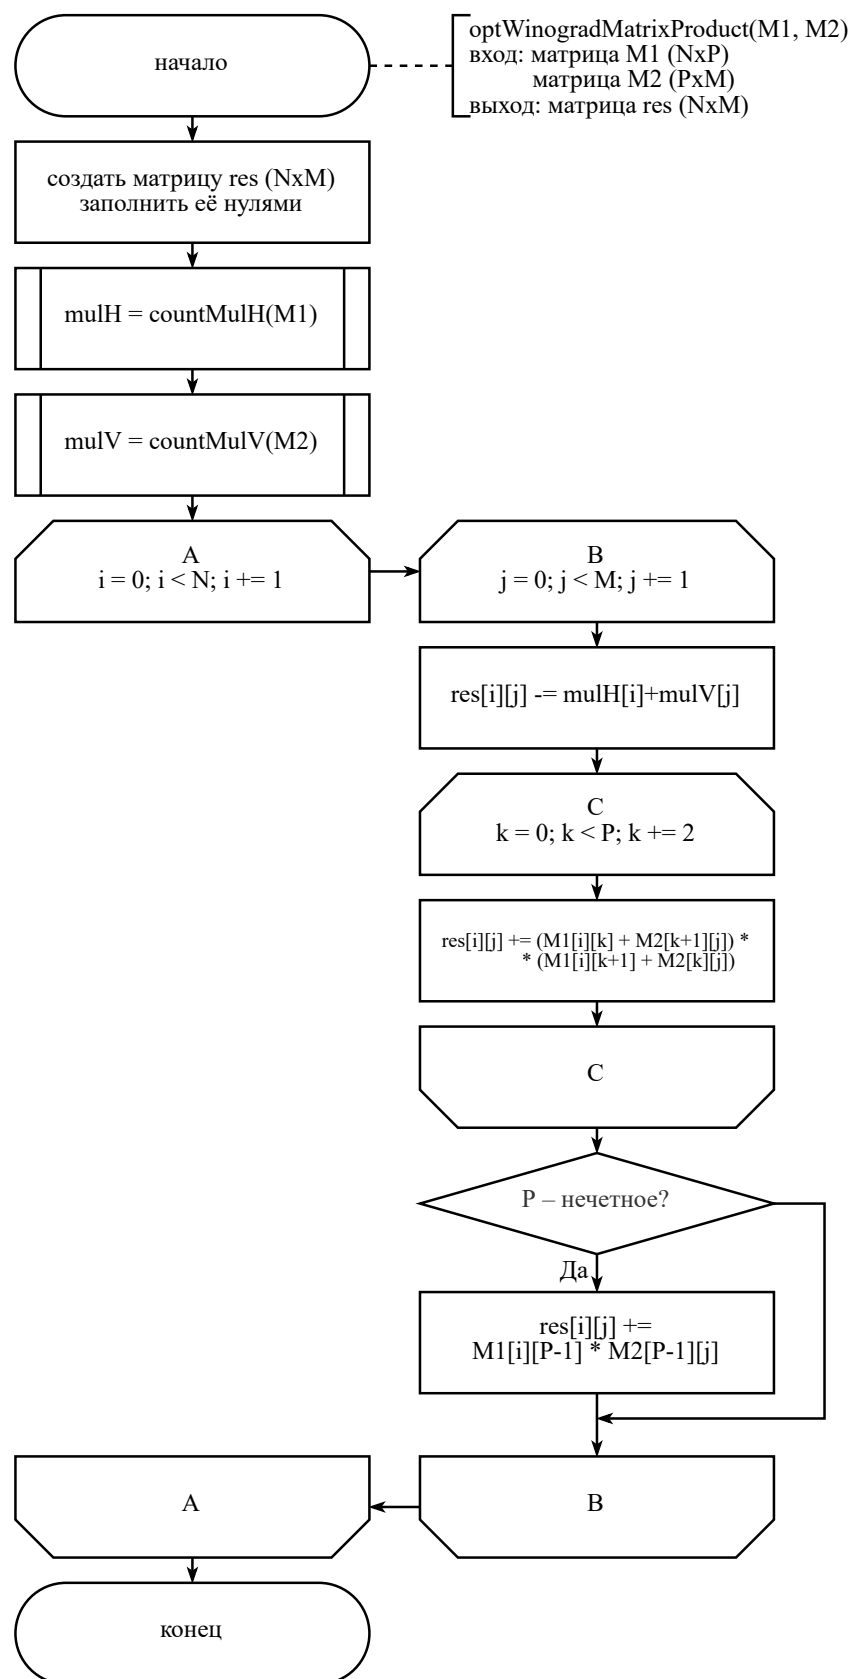 начало
optWinogradMatrixProduct(M1, M2)
вход: матрица M1 (NxP)
матрица M2 (PxM)
выход: матрица res (NxM)
создать матрицу res (NxM)
заполнить её нулями
mulH = countMulH(M1)
mulV = countMulV(M2)
A
i = 0; i < N; i += 1
B
j = 0; j < M; j += 1
res[i][j] -= mulH[i]+mulV[j]
C
k = 0; k < P; k += 2
res[i][j] += (M1[i][k] + M2[k+1][j]) *
* (M1[i][k+1] + M2[k][j])
C
P – нечетное?
Да
res[i][j] +=
M1[i][P-1] * M2[P-1][j]
A
B
конец